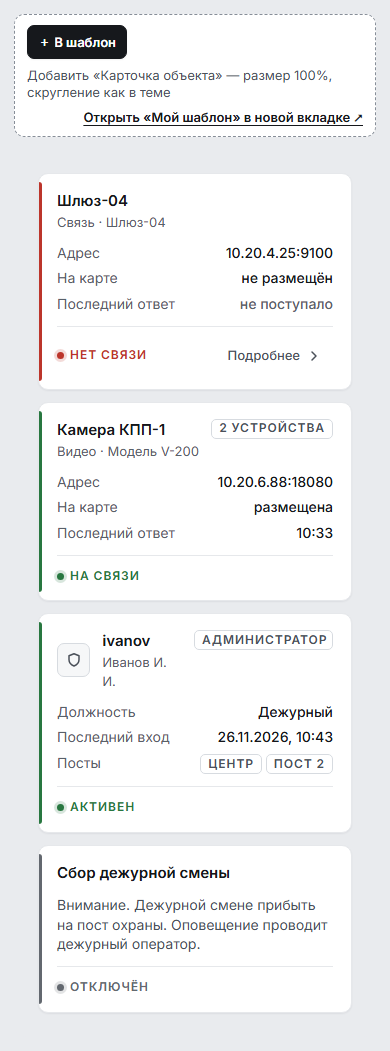 + В шаблон
Добавить «Карточка объекта» — размер 100%,
скругление как в теме
Открыть «Мой шаблон» в новой вкладке ↗
Шлюз-04
Связь · Шлюз-04
Адрес 10.20.4.25:9100
На карте не размещён
Последний ответ не поступало
НЕТ СВЯЗИ Подробнее
Камера КПП-1 2 УСТРОЙСТВА
Видео · Модель V-200
Адрес 10.20.6.88:18080
На карте размещена
Последний ответ 10:33
НА СВЯЗИ
ivanov АДМИНИСТРАТОР
Иванов И.
И.
Должность Дежурный
Последний вход 26.11.2026, 10:43
Посты ЦЕНТР ПОСТ 2
АКТИВЕН
Сбор дежурной смены
Внимание. Дежурной смене прибыть
на пост охраны. Оповещение проводит
дежурный оператор.
ОТКЛЮЧЁН